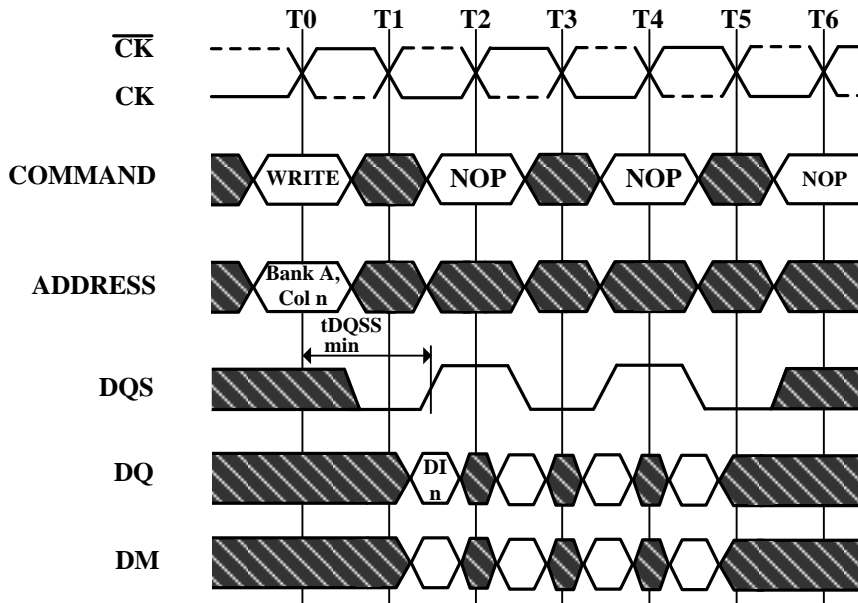 T0 T1 T2 T3 T4 T5 T6
CK
CK
COMMAND WRITE NOP NOP NOP
ADDRESS Bank A,
Col n
tDQSS
min
DQS
DQ DI
n
DM